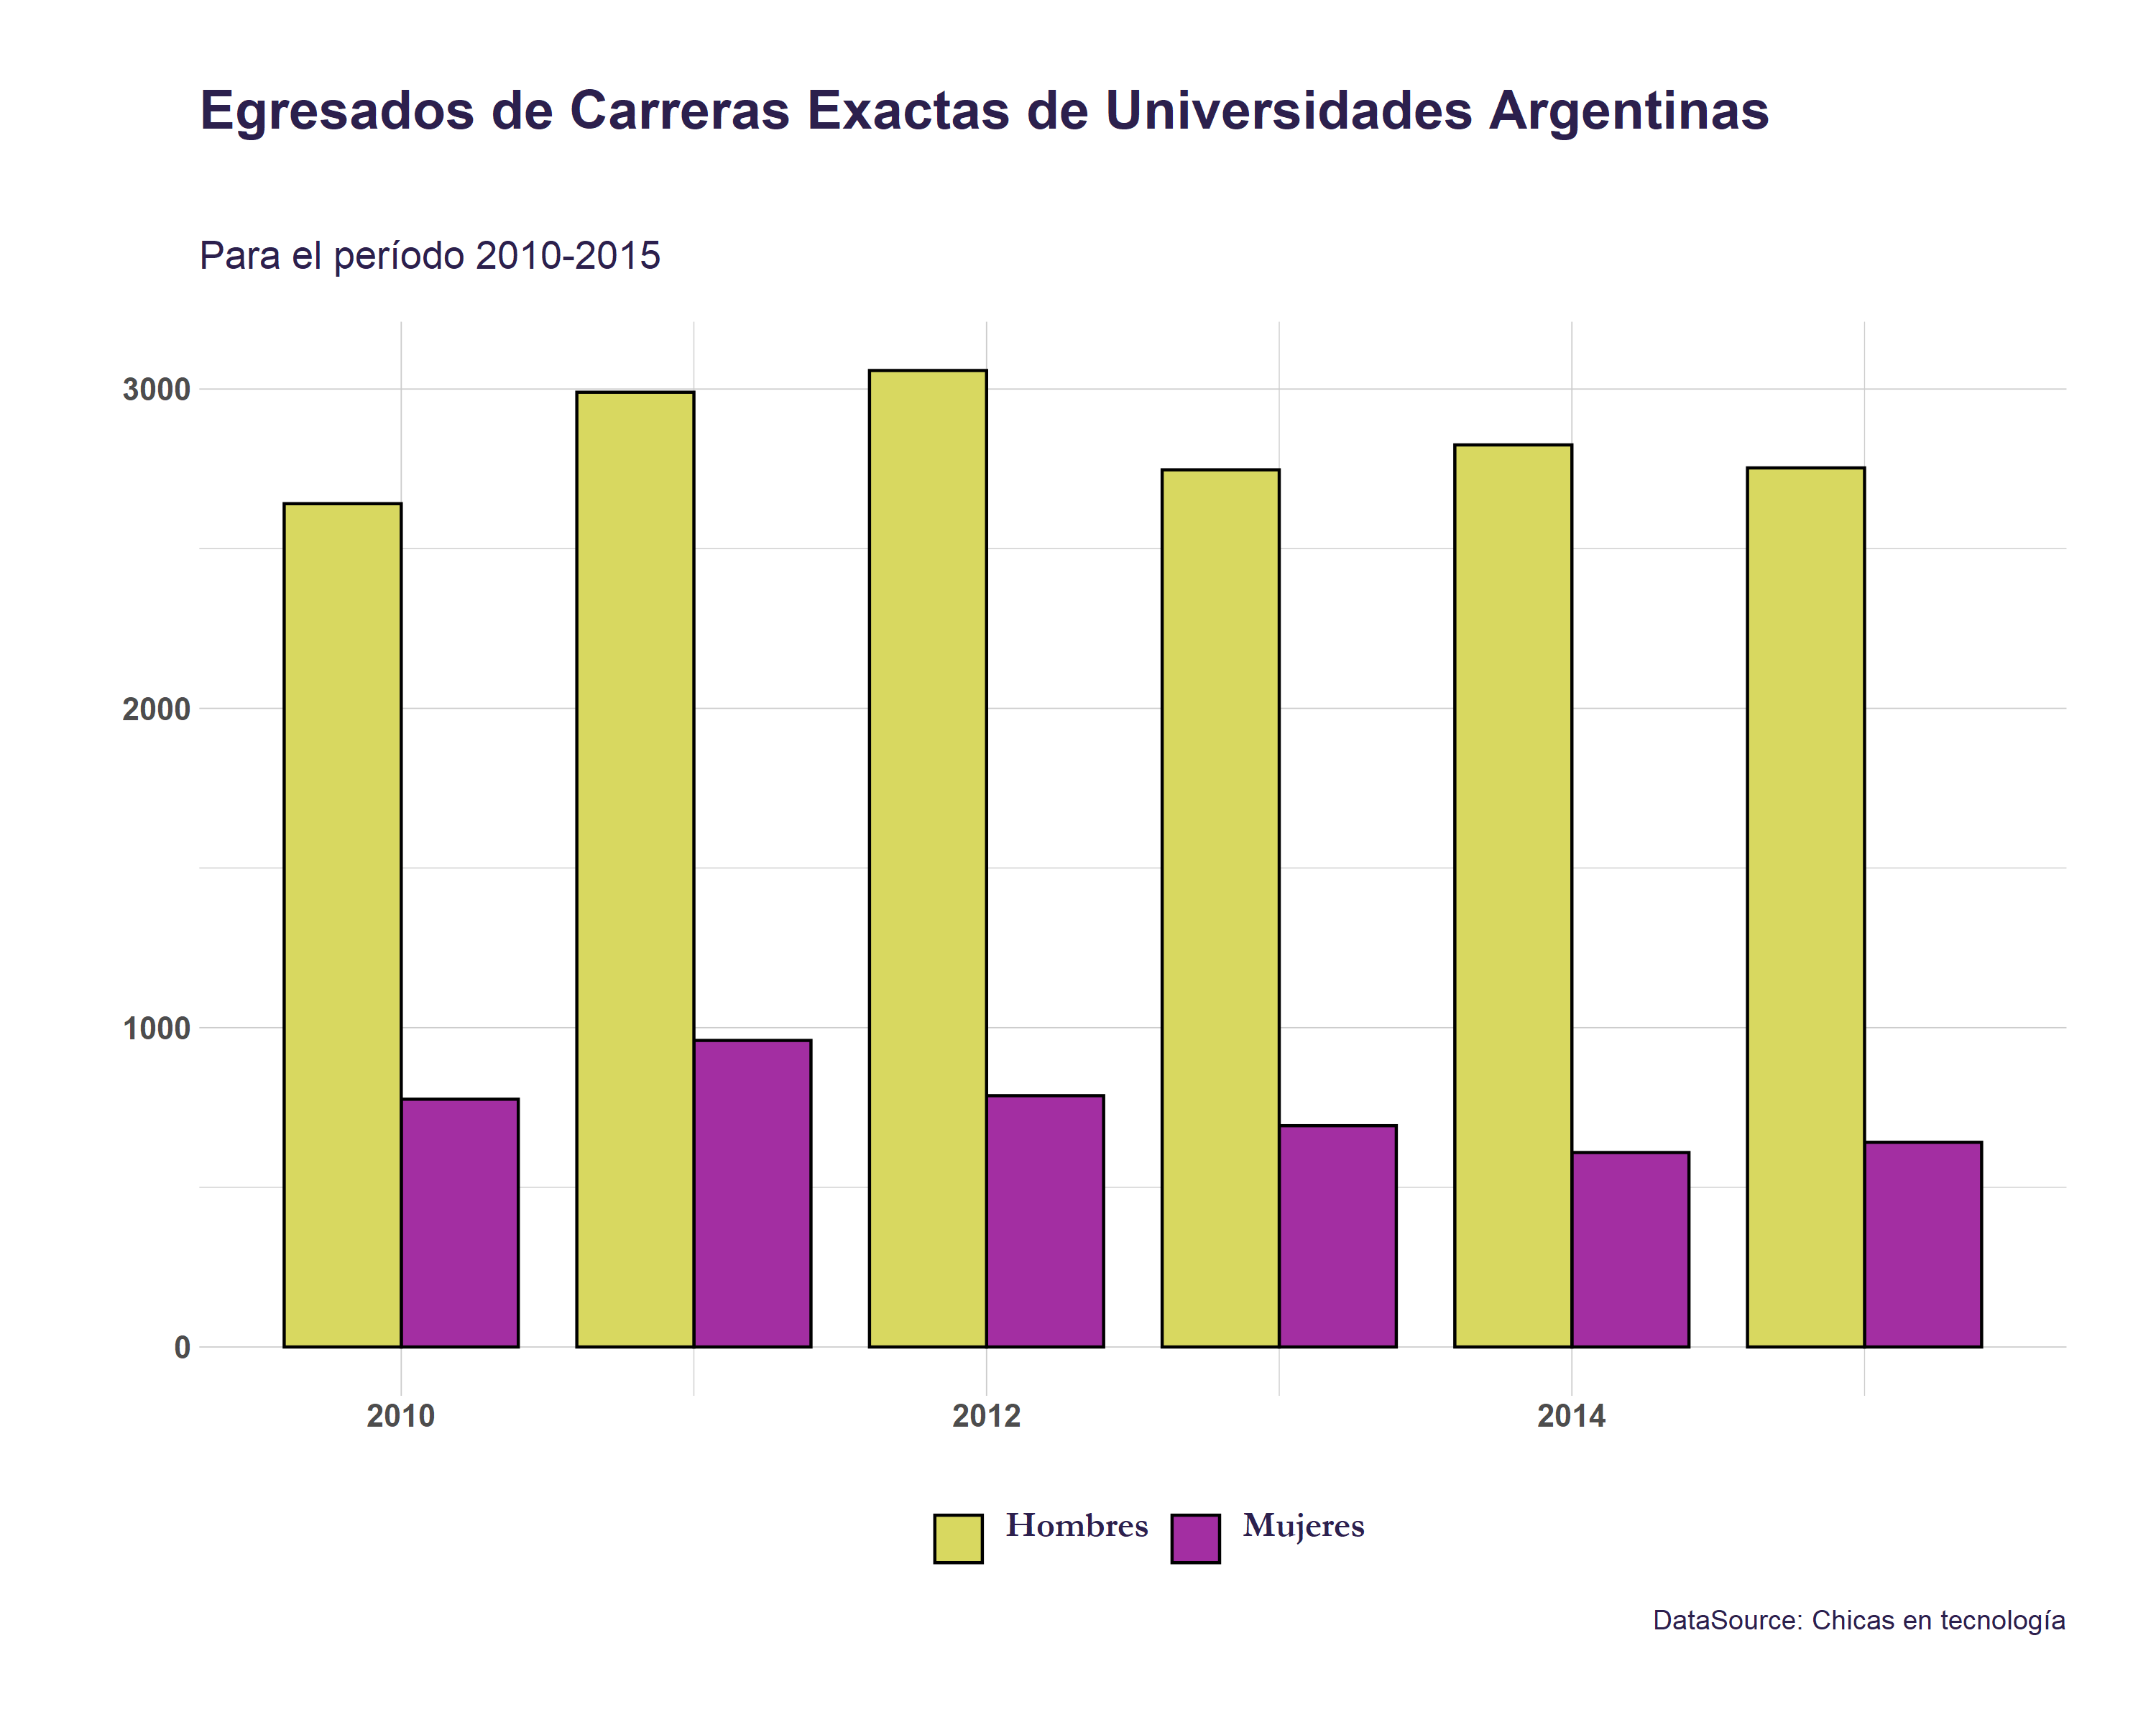 Egresados de Carreras Exactas de Universidades Argentinas
Para el período 2010-2015
3000
2000
1000
0
2010 2012 2014
Hombres Mujeres
DataSource: Chicas en tecnología